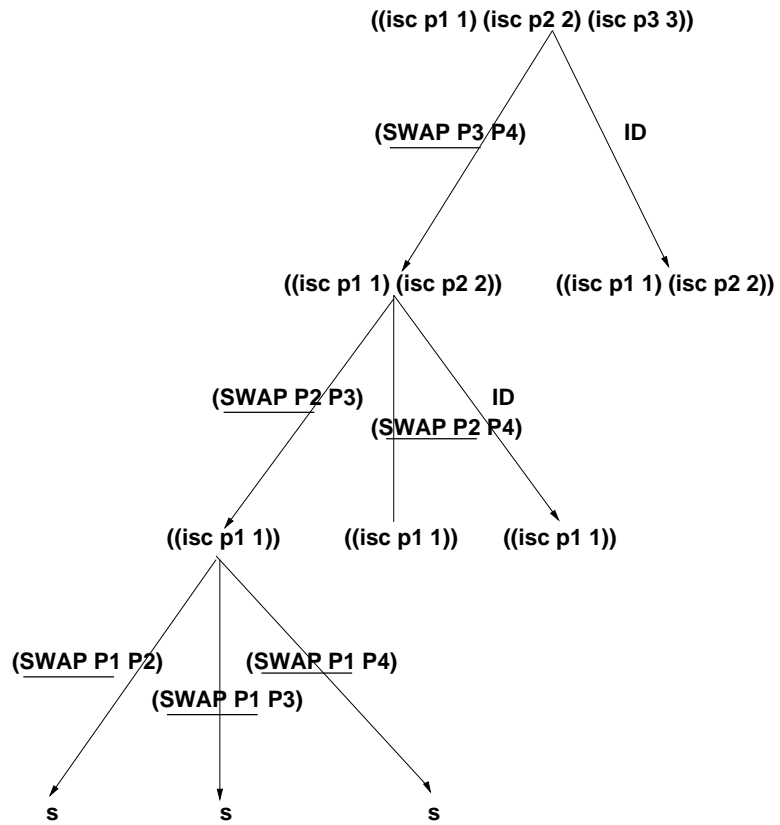 ((isc p1 1) (isc p2 2) (isc p3 3))
(SWAP P3 P4) ID
((isc p1 1) (isc p2 2)) ((isc p1 1) (isc p2 2))
(SWAP P2 P3) ID
(SWAP P2 P4)
((isc p1 1)) ((isc p1 1)) ((isc p1 1))
(SWAP P1 P2) (SWAP P1 P4)
(SWAP P1 P3)
s s s